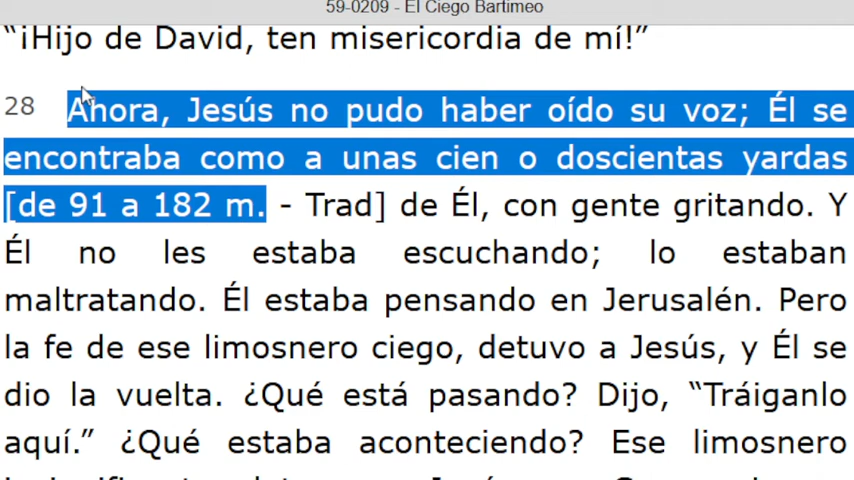 59-0209 - El Ciego Bartimeo
“¡Hijo de David, ten misericordia de mí!”
28 Ahora, Jesús no pudo haber oído su voz; Él se
encontraba como a unas cien o doscientas yardas
[de 91 a 182 m. - Trad] de Él, con gente gritando. Y
Él no les estaba escuchando; lo estaban
maltratando. Él estaba pensando en Jerusalén. Pero
la fe de ese limosnero ciego, detuvo a Jesús, y Él se
dio la vuelta. ¿Qué está pasando? Dijo, “Tráiganlo
aquí.” ¿Qué estaba aconteciendo? Ese limosnero